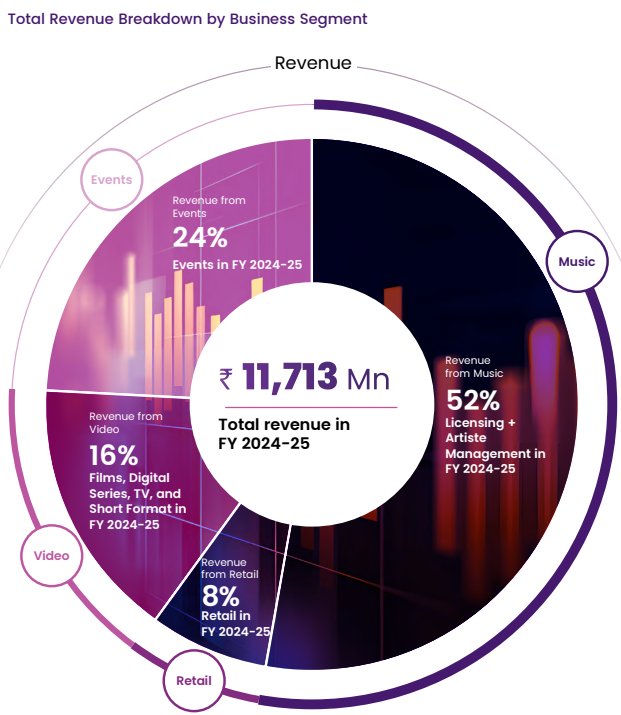 Total Revenue Breakdown by Business Segment
Revenue
Events
Revenue from
Events
24%
Events in FY 2024-25
Music
Revenue
from Music
52%
Licensing +
Artiste
Management in
FY 2024-25
₹ 11,713 Mn
Total revenue in
FY 2024-25
Revenue from
Video
16%
Films, Digital
Series, TV, and
Short Format in
FY 2024-25
Video
Revenue
from Retail
8%
Retail in
FY 2024-25
Retail